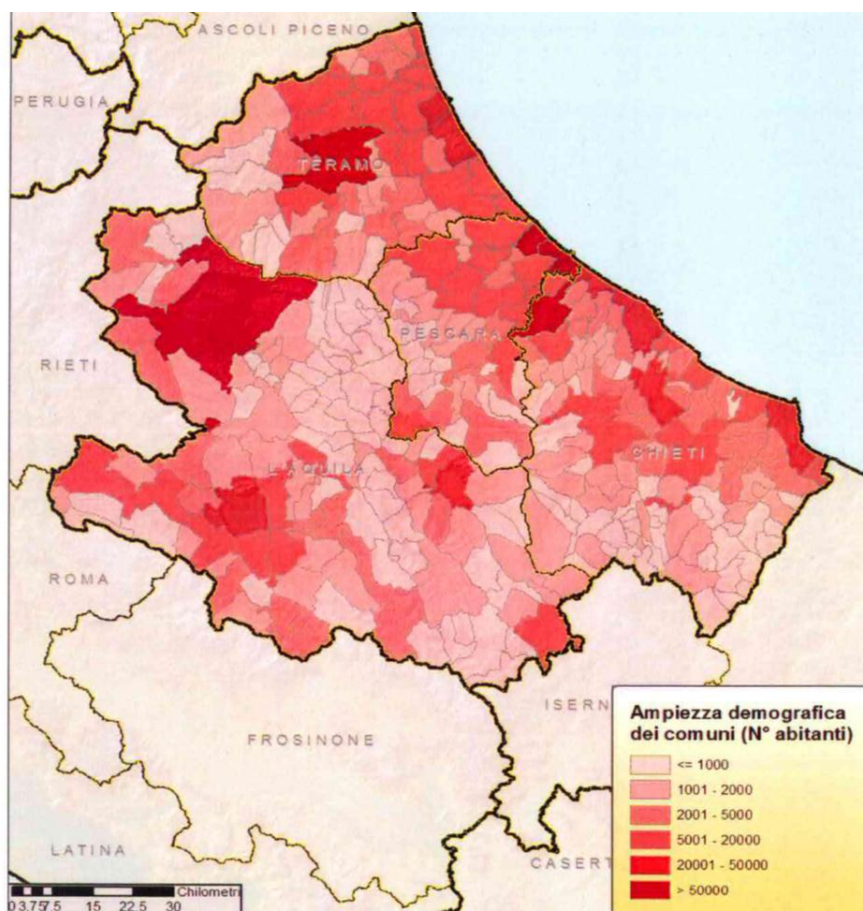 ASCOLI PICENO
PERUGIA
TERAMO
PESCARA
RIETI
L'AQUILA
CHIETI
ROMA
ISERN
FROSINONE
LATINA
CASERT
Ampiezza demografica
dei comuni (N° abitanti)
<= 1000
1001 - 2000
2001 - 5000
5001 - 20000
20001 - 50000
> 50000
Chilometri
0 3.75 7.5 15 22.5 30